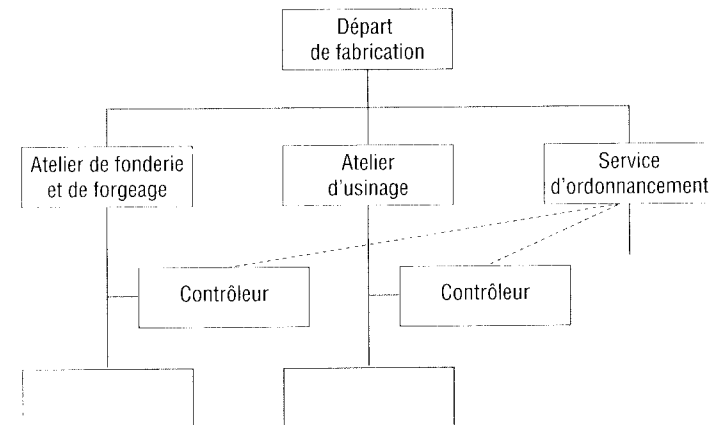 Départ
de fabrication
Atelier de fonderie
et de forgeage
Atelier
d'usinage
Service
d'ordonnancement
Contrôleur
Contrôleur